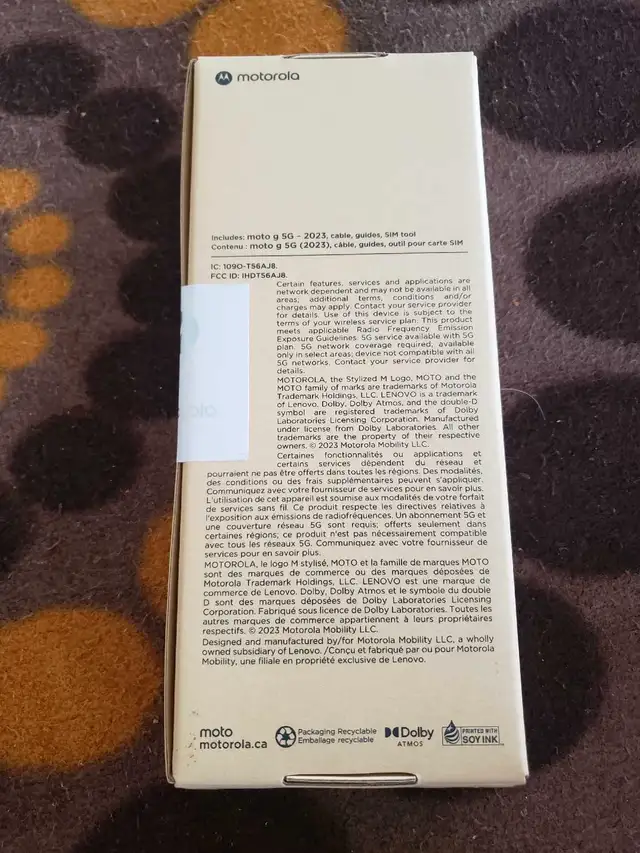 motorola
Includes: moto g 5G - 2023, cable, guides, SIM tool
Contenu : moto g 5G (2023), câble, guides, outil pour carte SIM
IC: 109O-T56AJ8.
FCC ID: IHDT56AJ8.
Certain features, services and applications are
network dependent and may not be available in all
areas; additional terms, conditions and/or
charges may apply. Contact your service provider
for details. Use of this device is subject to the
terms of your wireless service plan. This product
meets applicable Radio Frequency Emission
Exposure Guidelines. 5G service available with 5G
plan. 5G network coverage required, available
only in select areas; device not compatible with all
5G networks. Contact your service provider for
details.
MOTOROLA, the Stylized M Logo, MOTO and the
MOTO family of marks are trademarks of Motorola
Trademark Holdings, LLC. LENOVO is a trademark
of Lenovo. Dolby, Dolby Atmos, and the double-D
symbol are registered trademarks of Dolby
Laboratories Licensing Corporation. Manufactured
under license from Dolby Laboratories. All other
trademarks are the property of their respective
owners. © 2023 Motorola Mobility LLC.
Certaines fonctionnalités ou applications et
certains services dépendent du réseau et
pourraient ne pas être offerts dans toutes les régions. Des modalités,
des conditions ou des frais supplémentaires peuvent s'appliquer.
Communiquez avec votre fournisseur de services pour en savoir plus.
L'utilisation de cet appareil est soumise aux modalités de votre forfait
de services sans fil. Ce produit respecte les directives relatives à
l'exposition aux émissions de radiofréquences. Un abonnement 5G et
une couverture réseau 5G sont requis; offerts seulement dans
certaines régions; ce produit n'est pas nécessairement compatible
avec tous les réseaux 5G. Communiquez avec votre fournisseur de
services pour en savoir plus.
MOTOROLA, le logo M stylisé, MOTO et la famille de marques MOTO
sont des marques de commerce ou des marques déposées de
Motorola Trademark Holdings, LLC. LENOVO est une marque de
commerce de Lenovo. Dolby, Dolby Atmos et le symbole du double
D sont des marques déposées de Dolby Laboratories Licensing
Corporation. Fabriqué sous licence de Dolby Laboratories. Toutes les
autres marques de commerce appartiennent à leurs propriétaires
respectifs. © 2023 Motorola Mobility LLC.
Designed and manufactured by/for Motorola Mobility LLC, a wholly
owned subsidiary of Lenovo. /Conçu et fabriqué par ou pour Motorola
Mobility, une filiale en propriété exclusive de Lenovo.
moto
motorola.ca
Packaging Recyclable
Emballage recyclable
Dolby
ATMOS
PRINTED WITH
SOY INK